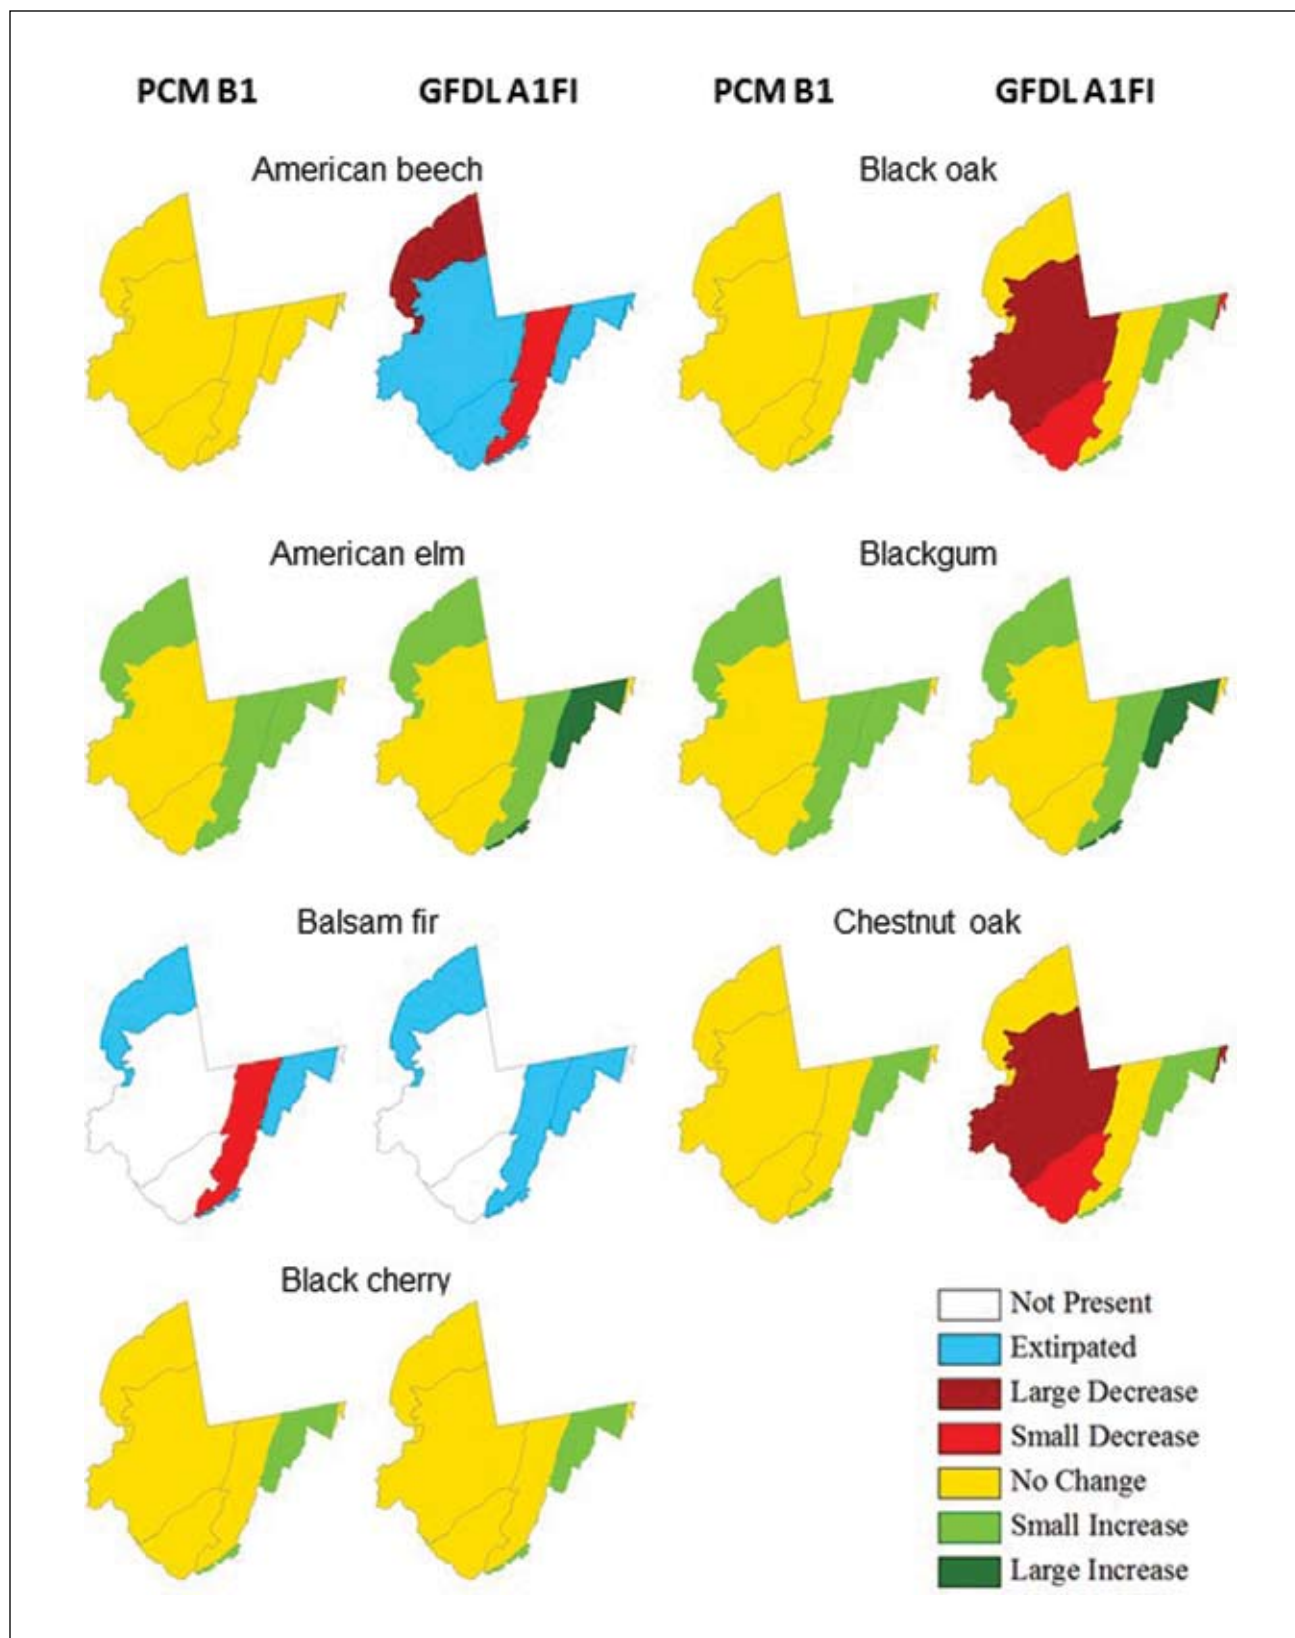 PCM B1 GFDL A1FI PCM B1 GFDL A1FI
American beech Black oak
American elm Blackgum
Balsam fir Chestnut oak
Black cherry
Not Present
Extirpated
Large Decrease
Small Decrease
No Change
Small Increase
Large Increase